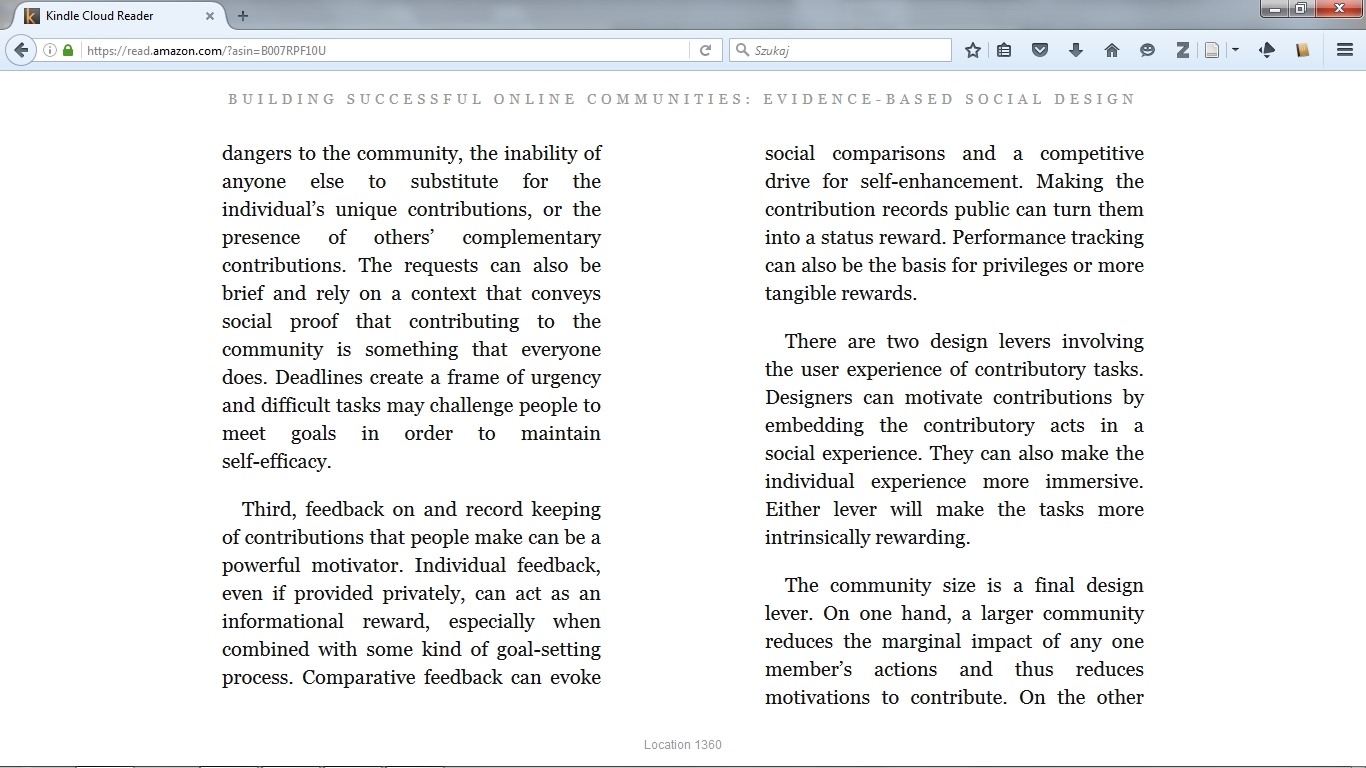 Kindle Cloud Reader
https://read.amazon.com/?asin=B007RPF10U
Szukaj
BUILDING SUCCESSFUL ONLINE COMMUNITIES: EVIDENCE-BASED SOCIAL DESIGN
dangers to the community, the inability of
anyone else to substitute for the
individual’s unique contributions, or the
presence of others’ complementary
contributions. The requests can also be
brief and rely on a context that conveys
social proof that contributing to the
community is something that everyone
does. Deadlines create a frame of urgency
and difficult tasks may challenge people to
meet goals in order to maintain
self-efficacy.
Third, feedback on and record keeping
of contributions that people make can be a
powerful motivator. Individual feedback,
even if provided privately, can act as an
informational reward, especially when
combined with some kind of goal-setting
process. Comparative feedback can evoke
social comparisons and a competitive
drive for self-enhancement. Making the
contribution records public can turn them
into a status reward. Performance tracking
can also be the basis for privileges or more
tangible rewards.
There are two design levers involving
the user experience of contributory tasks.
Designers can motivate contributions by
embedding the contributory acts in a
social experience. They can also make the
individual experience more immersive.
Either lever will make the tasks more
intrinsically rewarding.
The community size is a final design
lever. On one hand, a larger community
reduces the marginal impact of any one
member’s actions and thus reduces
motivations to contribute. On the other
Location 1360